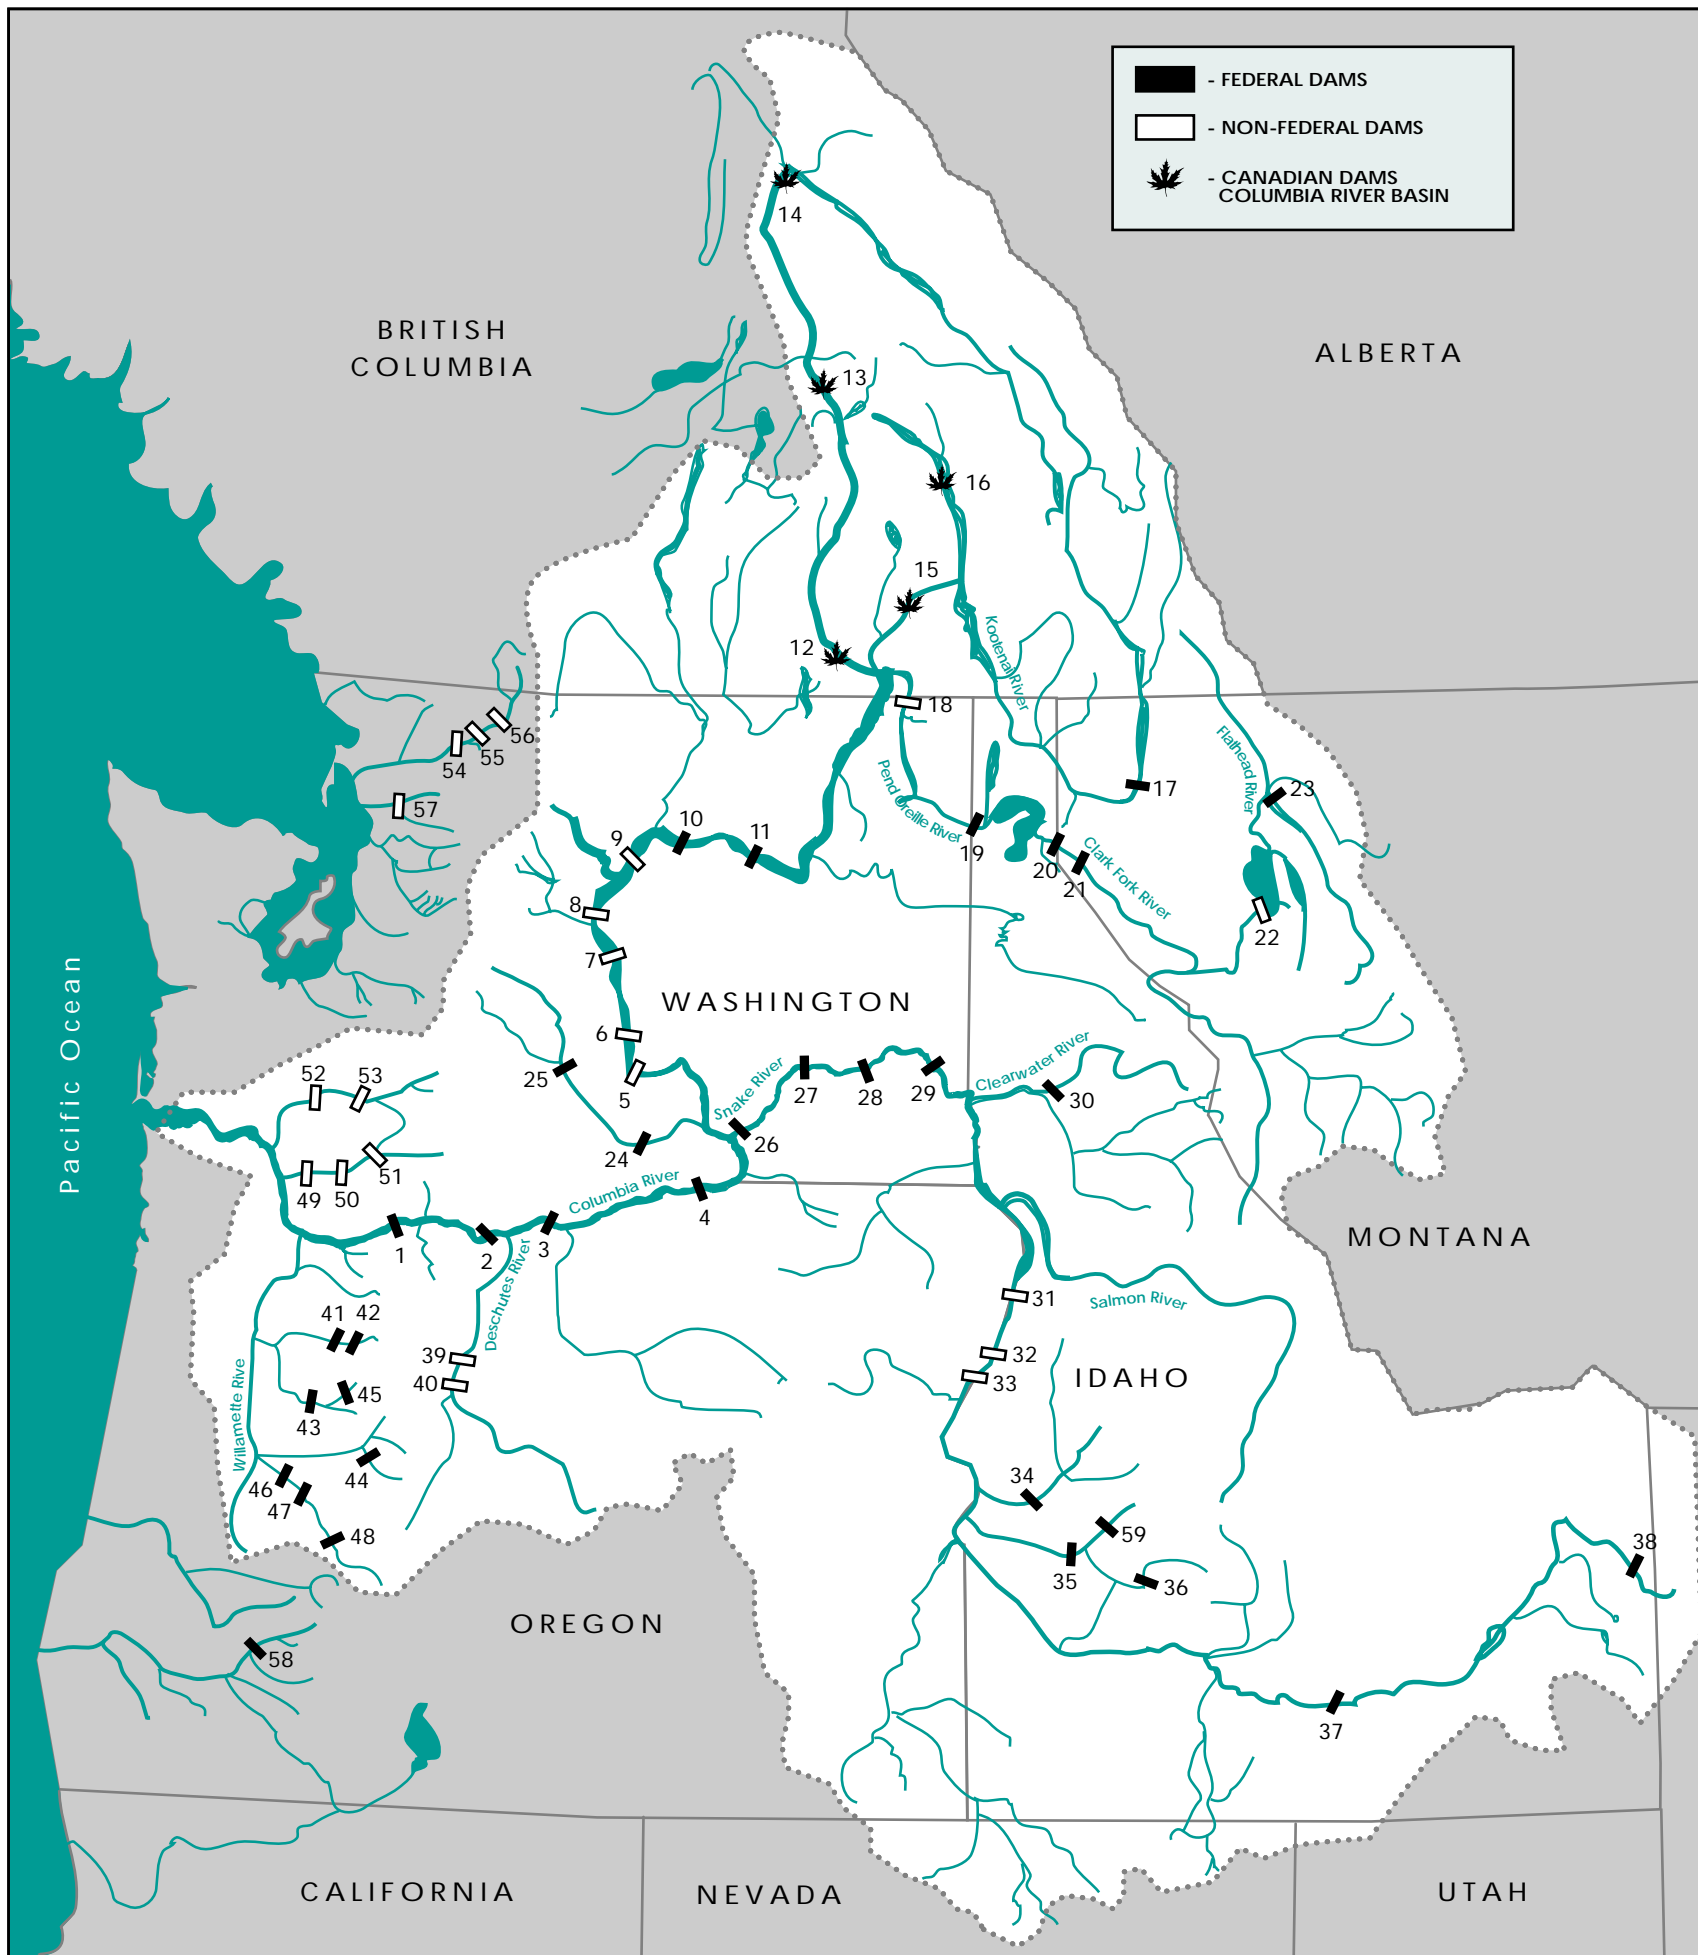 - FEDERAL DAMS
- NON-FEDERAL DAMS
- CANADIAN DAMS
COLUMBIA RIVER BASIN
14
BRITISH
COLUMBIA
ALBERTA
13
16
15
12
Kootenai River
18
56
55
54
57
Flathead River
17
23
Pend Oreille River
10
11
9
19
20
21
Clark Fork River
8
22
7
WASHINGTON
Pacific Ocean
6
25
5
Snake River
27
28
29
Clearwater River
30
52
53
26
24
51
49
50
Columbia River
4
1
2
3
MONTANA
Deschutes River
31
Salmon River
41
42
39
32
40
33
IDAHO
45
43
Willamette Rive
44
46
47
34
48
59
38
35
36
OREGON
58
37
CALIFORNIA
NEVADA
UTAH